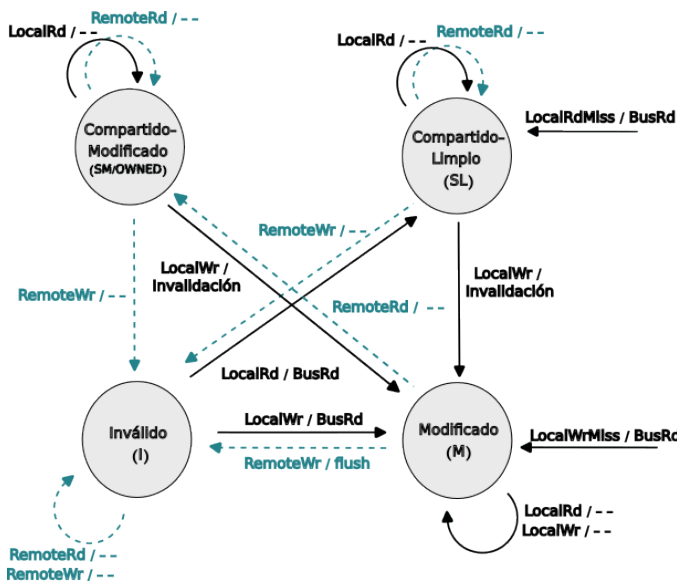 RemoteRd / --
LocalRd / --
RemoteRd / --
LocalRd / --
Compartido-
Modificado
(SM/OWNED)
Compartido-
Limpio
(SL)
LocalRdMiss / BusRd
RemoteWr / --
LocalWr /
Invalidación
LocalWr /
Invalidación
RemoteWr / --
RemoteRd / --
LocalRd / BusRd
Inválido
(I)
LocalWr / BusRd
RemoteWr / flush
Modificado
(M)
LocalWrMiss / BusRd
LocalRd / --
LocalWr / --
RemoteRd / --
RemoteWr / --